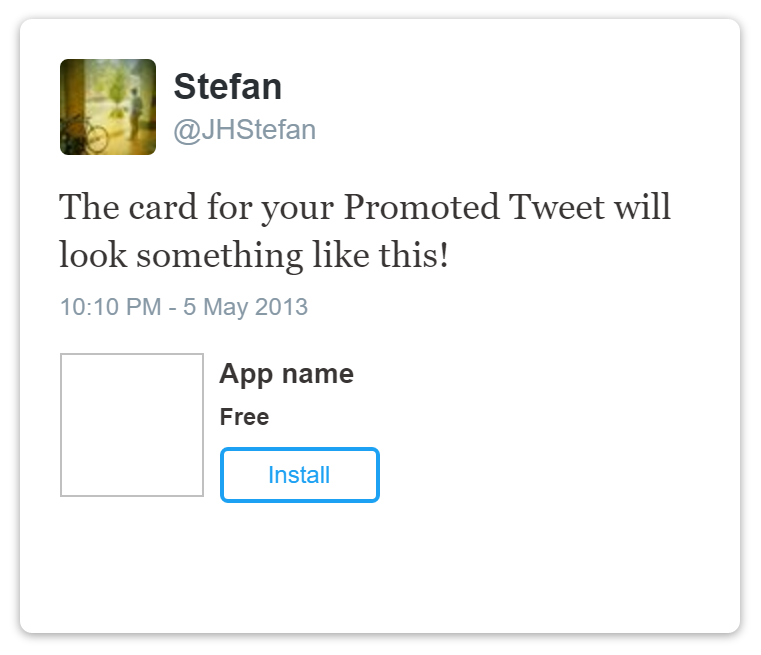 Stefan
@JHStefan
The card for your Promoted Tweet will
look something like this!
10:10 PM - 5 May 2013
App name
Free
Install